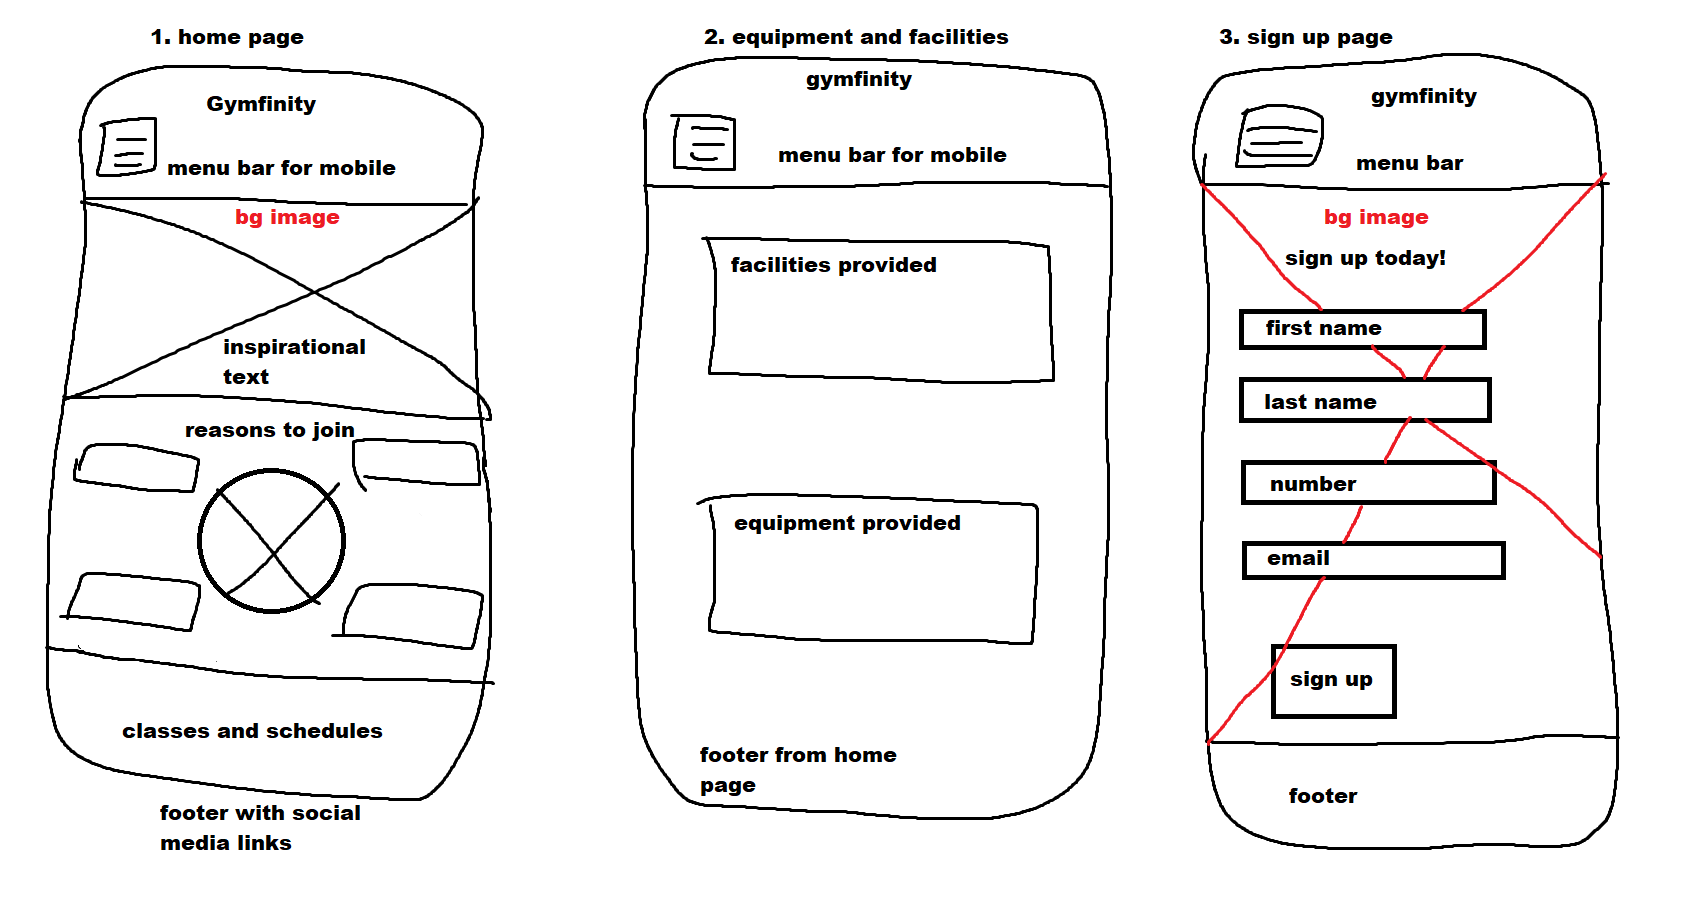 1. home page
Gymfinity
menu bar for mobile
bg image
inspirational
text
reasons to join
classes and schedules
footer with social
media links
2. equipment and facilities
gymfinity
menu bar for mobile
facilities provided
equipment provided
footer from home
page
3. sign up page
gymfinity
menu bar
bg image
sign up today!
first name
last name
number
email
sign up
footer